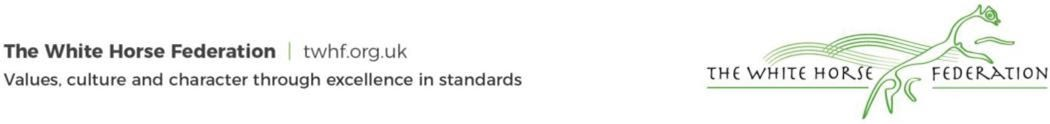 The White Horse Federation | twhf.org.uk
Values, culture and character through excellence in standards
THE WHITE HORSE FEDERATION